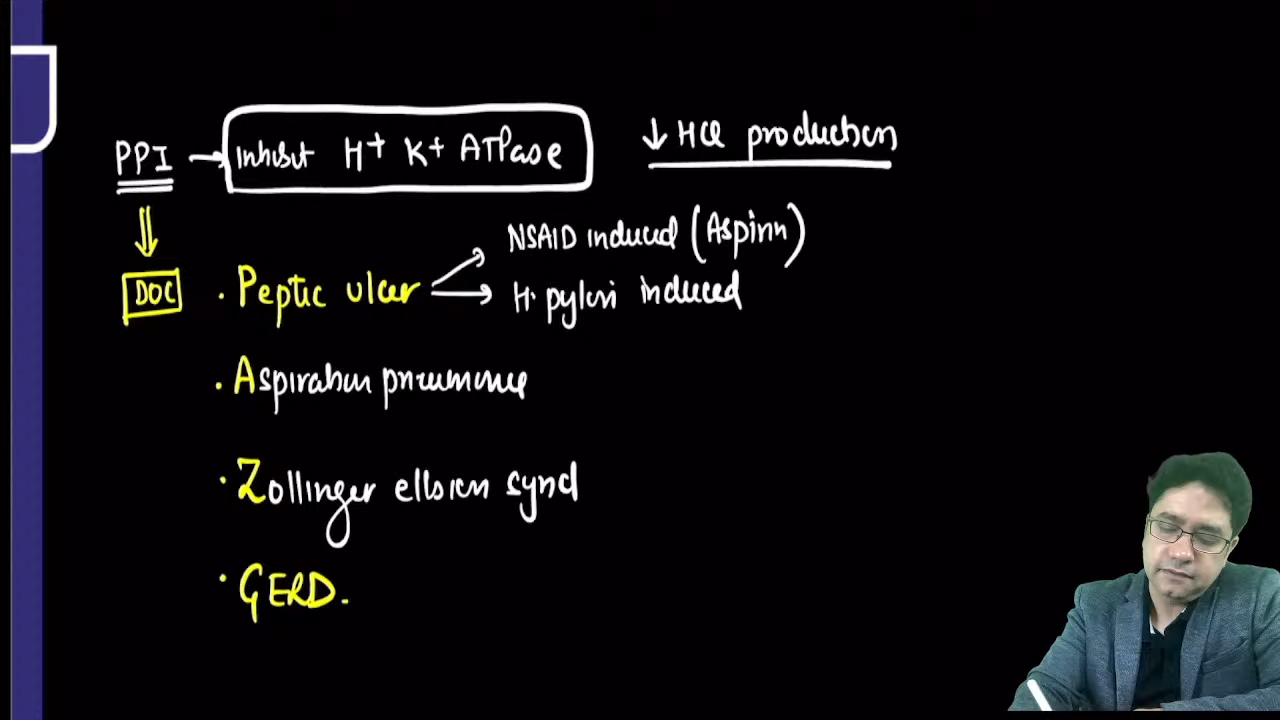 PPI → Inhibit H+ K+ ATPase ↓ HCl production
NSAID induced (Aspirin)
DOC · Peptic ulcer
H. pylori induced
· Aspiration pneumonia
· Zollinger ellison synd
· GERD.